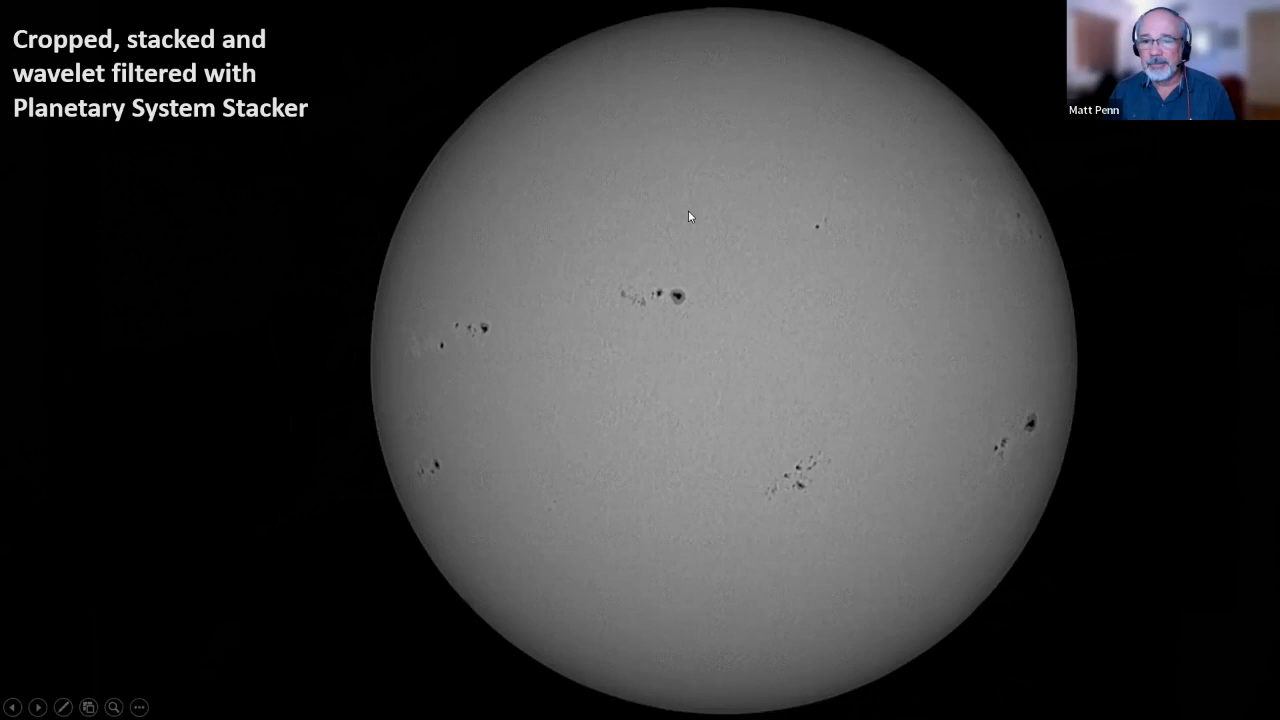 Cropped, stacked and
wavelet filtered with
Planetary System Stacker
Matt Penn